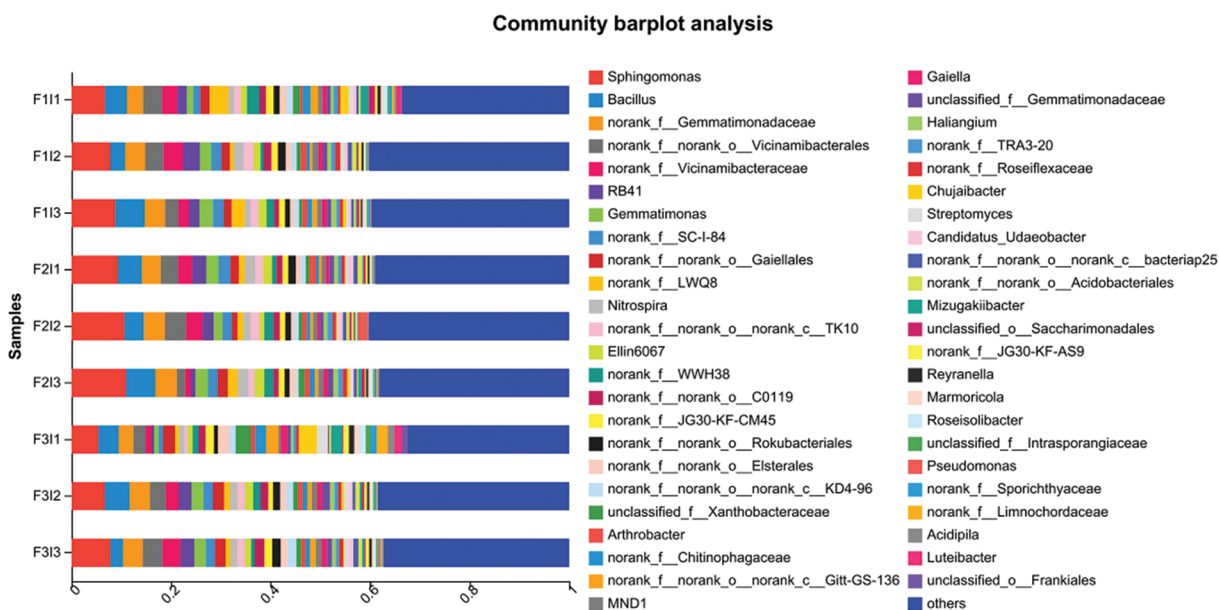 Community barplot analysis
Samples
F1I1
F1I2
F1I3
F2I1
F2I2
F2I3
F3I1
F3I2
F3I3
0
0.2
0.4
0.6
0.8
1
Sphingomonas
Bacillus
norank_f__Gemmatimonadaceae
norank_f__norank_o__Vicinamibacterales
norank_f__Vicinamibacteraceae
RB41
Gemmatimonas
norank_f__SC-I-84
norank_f__norank_o__Gaiellales
norank_f__LWQ8
Nitrospira
norank_f__norank_o__norank_c__TK10
Ellin6067
norank_f__WWH38
norank_f__norank_o__C0119
norank_f__JG30-KF-CM45
norank_f__norank_o__Rokubacteriales
norank_f__norank_o__Elsterales
norank_f__norank_o__norank_c__KD4-96
unclassified_f__Xanthobacteraceae
Arthrobacter
norank_f__Chitinophagaceae
norank_f__norank_o__norank_c__Gitt-GS-136
MND1
Gaiella
unclassified_f__Gemmatimonadaceae
Haliangium
norank_f__TRA3-20
norank_f__Roseiflexaceae
Chujaibacter
Streptomyces
Candidatus_Udaeobacter
norank_f__norank_o__norank_c__bacteriap25
norank_f__norank_o__Acidobacteriales
Mizugakiibacter
unclassified_o__Saccharimonadales
norank_f__JG30-KF-AS9
Reyranella
Marmoricola
Roseisolibacter
unclassified_f__Intrasporangiaceae
Pseudomonas
norank_f__Sporichthyaceae
norank_f__Limnochordaceae
Acidipila
Luteibacter
unclassified_o__Frankiales
others